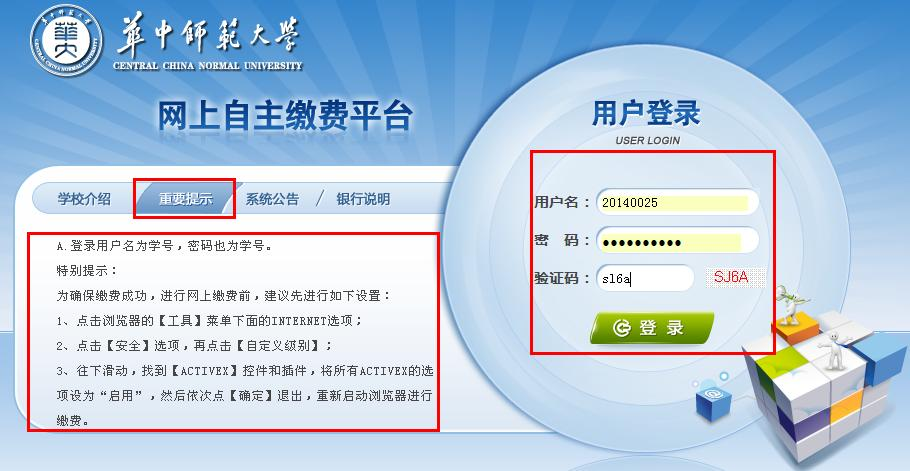 華中師範大學
CENTRAL CHINA NORMAL UNIVERSITY
网上自主缴费平台
学校介绍 重要提示 系统公告 / 银行说明
A.登录用户名为学号，密码也为学号。
特别提示：
为确保缴费成功，进行网上缴费前，建议先进行如下设置：
1、点击浏览器的【工具】菜单下面的INTERNET选项；
2、点击【安全】选项，再点击【自定义级别】；
3、往下滑动，找到【ACTIVEX】控件和插件，将所有ACTIVEX的选
项设为“启用”，然后依次点【确定】退出，重新启动浏览器进行
缴费。
用户登录
USER LOGIN
用户名： 20140025
密 码： ●●●●●●●●●●
验证码： sl6a SJ6A
登 录